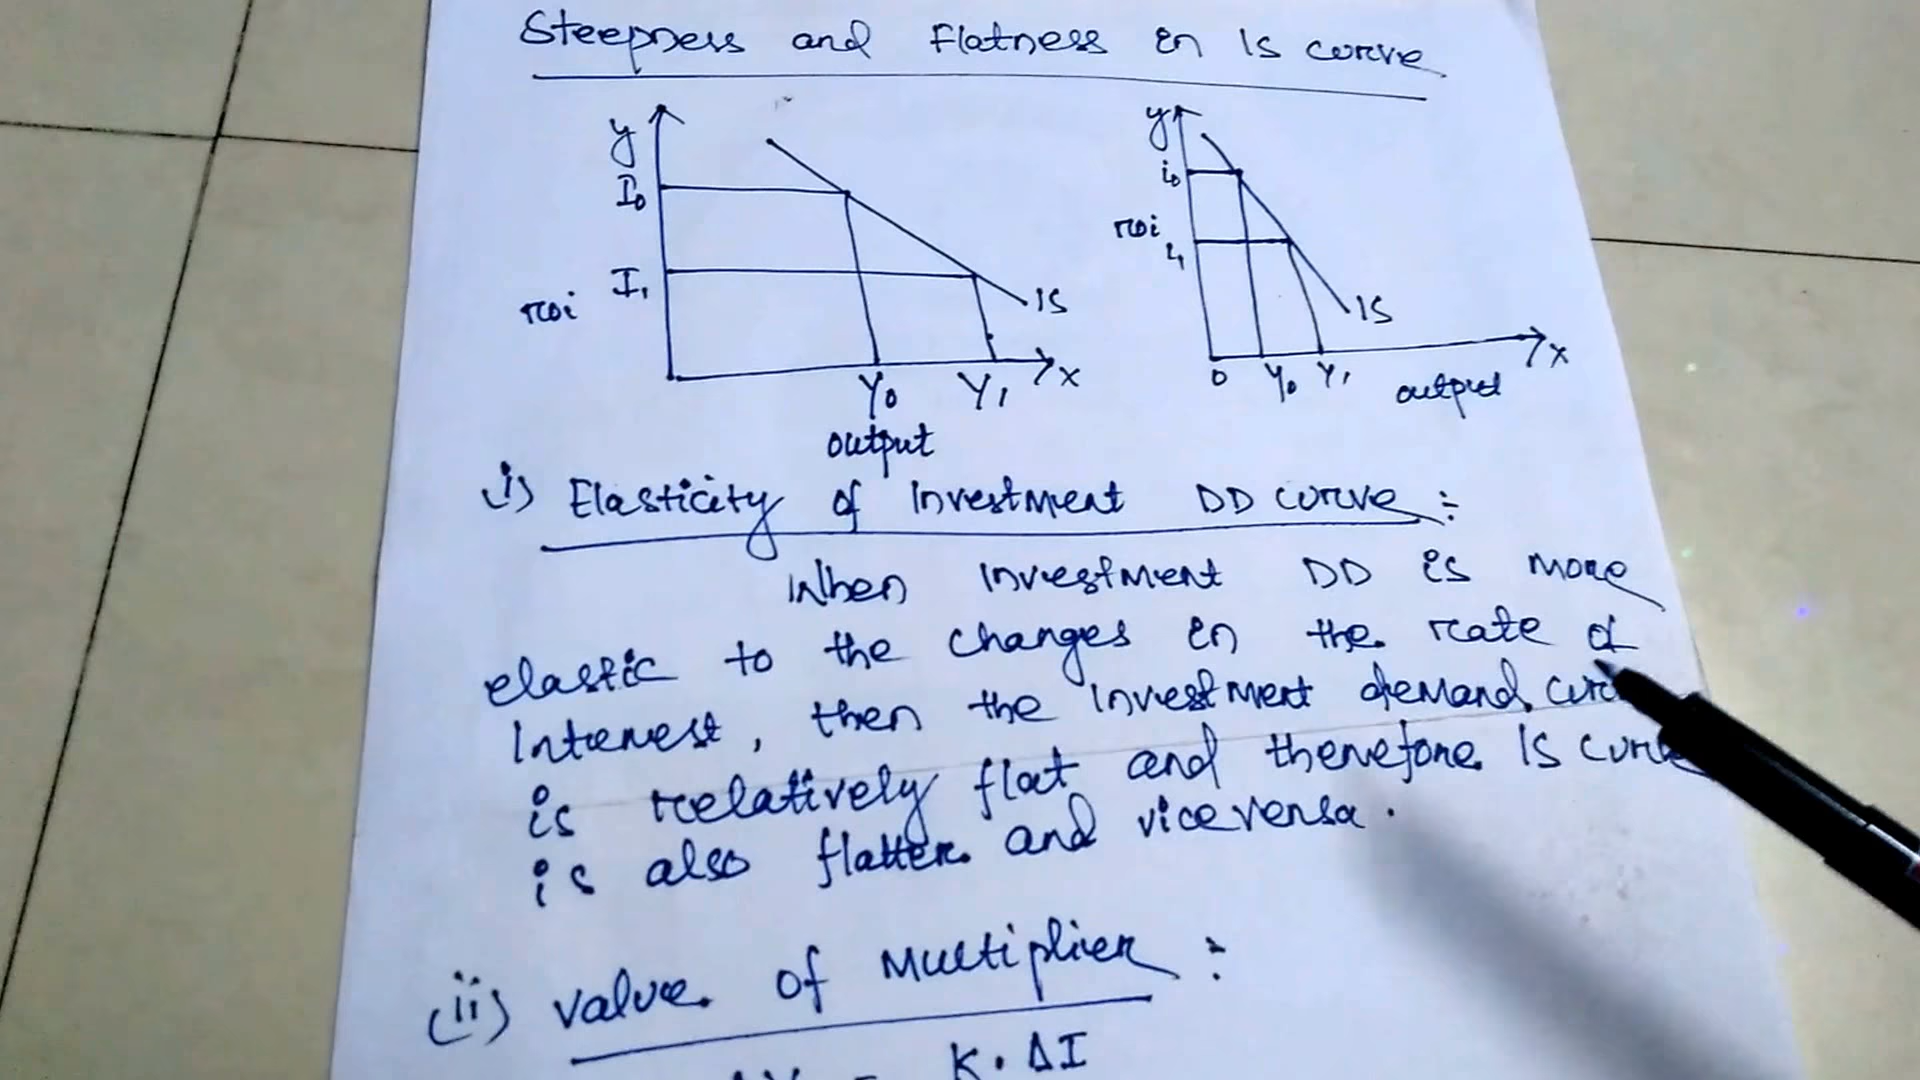 Steepness and flatness in IS curve
y
I₀
I₁
roi
IS
Y₀ Y₁ x
output
y
i₀
roi
i₁
IS
0 Y₀ Y₁ x
output
(i) Elasticity of Investment DD curve :
When investment DD is more
elastic to the changes in the rate of
Interest, then the investment demand
is relatively flat and therefore IS curve
is also flatter and viceversa.
(ii) value of Multiplier :
K. ΔI